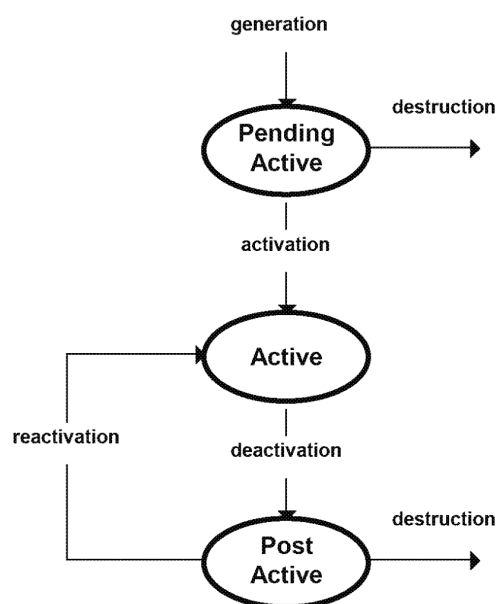 generation
destruction
Pending
Active
activation
Active
reactivation
deactivation
destruction
Post
Active